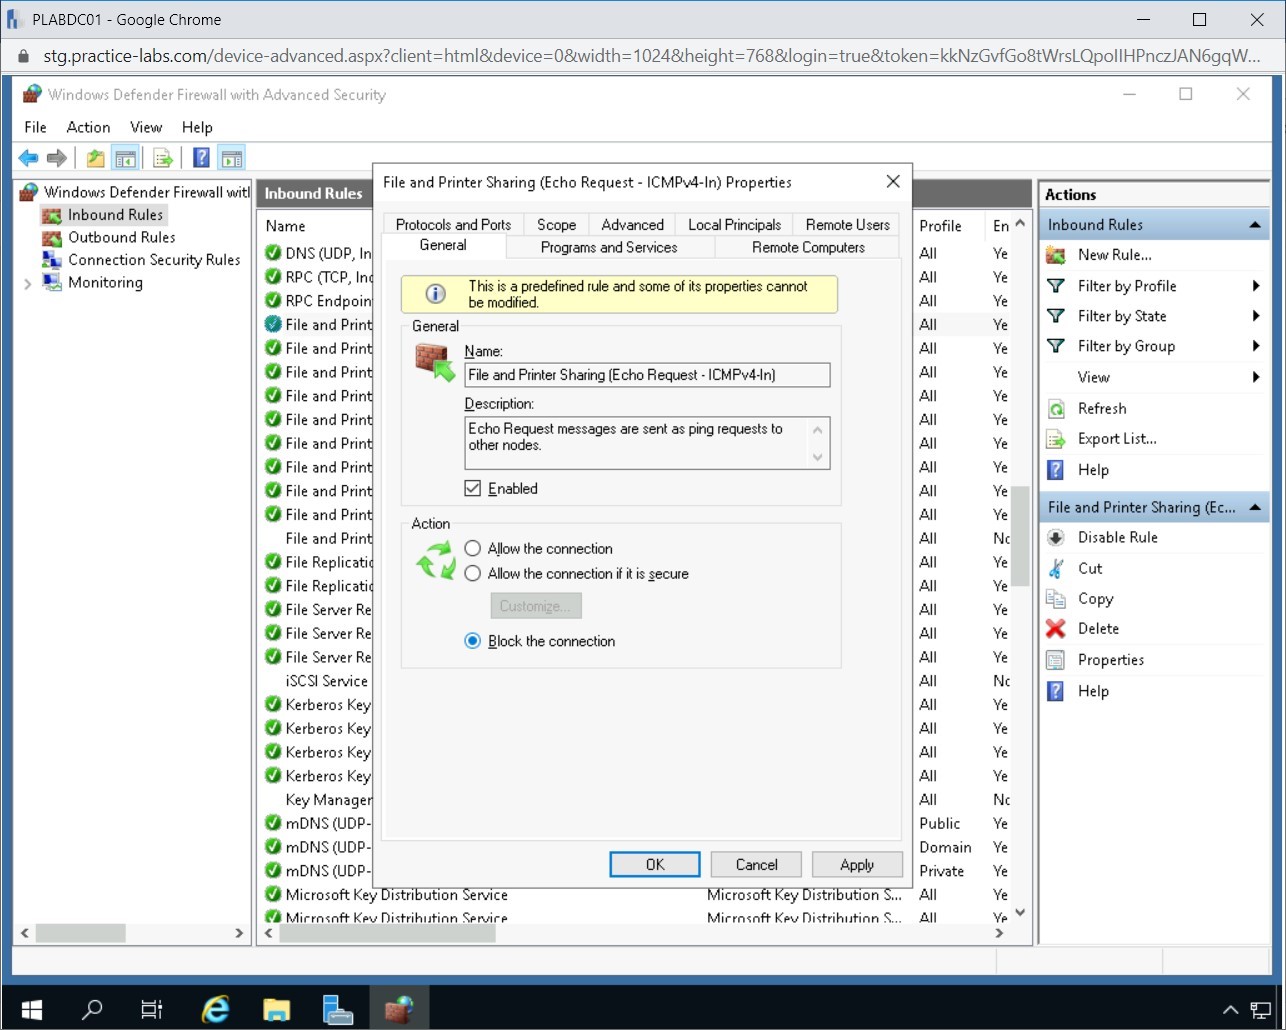 PLABDC01 - Google Chrome
stg.practice-labs.com/device-advanced.aspx?client=html&device=0&width=1024&height=768&login=true&token=kkNzGvfGo8tWrsLQpoIIHPnczJAN6gqW...
Windows Defender Firewall with Advanced Security
File Action View Help
Windows Defender Firewall witl
Inbound Rules
Outbound Rules
Connection Security Rules
Monitoring
Inbound Rules
Name Profile En
DNS (UDP, In All Ye
RPC (TCP, Inc All Ye
RPC Endpoin All Ye
File and Print All Ye
File and Print All Ye
File and Print All Ye
File and Print All Ye
File and Print All Ye
File and Print All Ye
File and Print All Ye
File and Print All Ye
File and Print All Ye
File and Print All Nc
File Replicatic All Ye
File Replicatic All Ye
File Server Re All Ye
File Server Re All Ye
File Server Re All Ye
iSCSI Service All Nc
Kerberos Key All Ye
Kerberos Key All Ye
Kerberos Key All Ye
Kerberos Key All Ye
Key Manager All Nc
mDNS (UDP- Public Ye
mDNS (UDP- Domain Ye
mDNS (UDP- Private Ye
Microsoft Key Distribution Service Microsoft Key Distribution S... All Ye
Microsoft Key Distribution Service Microsoft Key Distribution S... All Ye
File and Printer Sharing (Echo Request - ICMPv4-In) Properties
Protocols and Ports Scope Advanced Local Principals Remote Users
General Programs and Services Remote Computers
This is a predefined rule and some of its properties cannot
be modified.
General
Name:
File and Printer Sharing (Echo Request - ICMPv4-In)
Description:
Echo Request messages are sent as ping requests to
other nodes.
Enabled
Action
Allow the connection
Allow the connection if it is secure
Customize...
Block the connection
OK Cancel Apply
Actions
Inbound Rules
New Rule...
Filter by Profile
Filter by State
Filter by Group
View
Refresh
Export List...
Help
File and Printer Sharing (Ec...
Disable Rule
Cut
Copy
Delete
Properties
Help